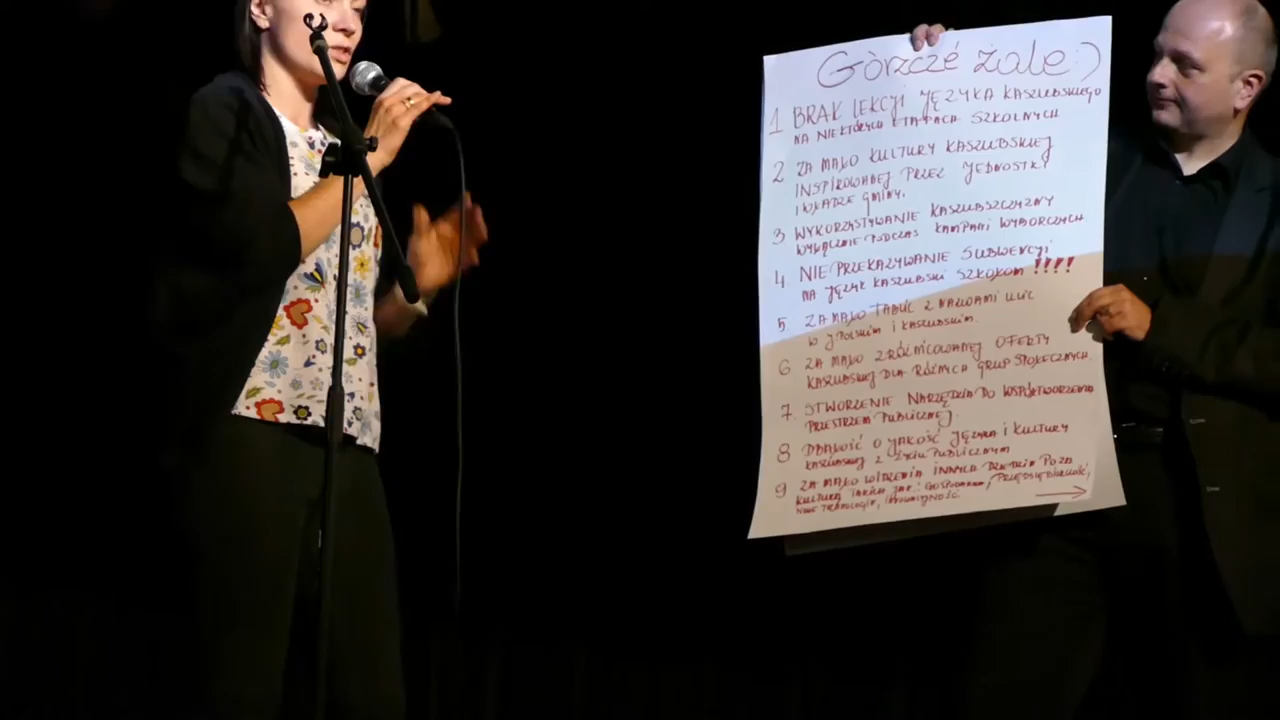 Gòrzczé żale :)
1 BRAK LEKCJI JĘZYKA KASZUBSKIEGO
NA NIEKTÓRYCH ETAPACH SZKOLNYCH
2 ZA MAŁO KULTURY KASZUBSKIEJ
INSPIROWANEJ PRZEZ JEDNOSTKI
I WŁADZE GMINY.
3 WYKORZYSTYWANIE KASZUBSZCZYZNY
WYŁĄCZNIE PODCZAS KAMPANII WYBORCZYCH
4. NIE PRZEKAZYWANIE SUBWENCJI
NA JĘZYK KASZUBSKI SZKOŁOM !!!!
5 ZA MAŁO TABLIC Z NAZWAMI ULIC
W J. POLSKIM I KASZUBSKIM.
6 ZA MAŁO ZRÓŻNICOWANEJ OFERTY
KASZUBSKIEJ DLA RÓŻNYCH GRUP SPOŁECZNYCH.
7. STWORZENIE NARZĘDZIA DO WSPÓŁTWORZENIA
PRZESTRZENI PUBLICZNEJ.
8 DBAŁOŚĆ O JAKOŚĆ JĘZYKA I KULTURY
KASZUBSKIEJ Z ŻYCIU PUBLICZNYM
9 ZA MAŁO WIDZENIA INNYCH DZIEDZIN POZA
KULTURĄ TAKICH JAK: GOSPODARKA, PRZEDSIĘBIORCZOŚĆ,
NOWE TECHNOLOGIE, INNOWACYJNOŚĆ